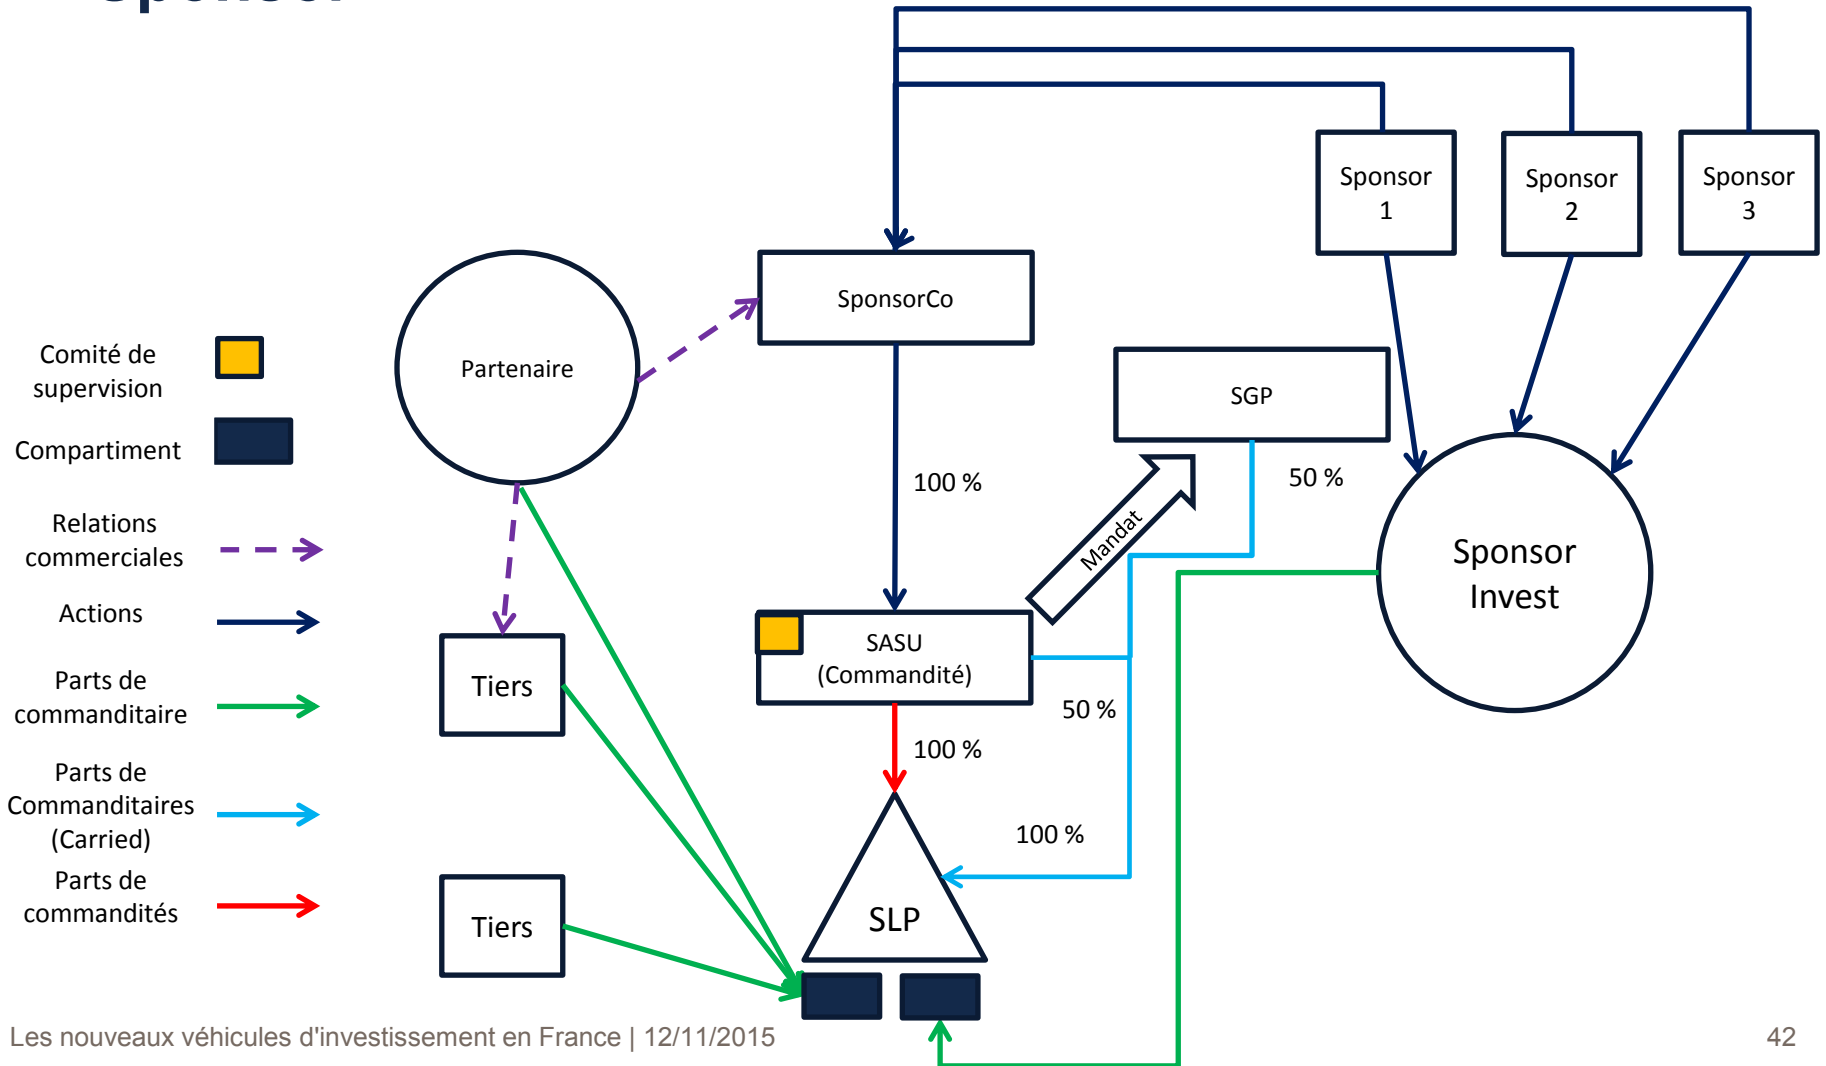 Sponsor
1
Sponsor
2
Sponsor
3
SponsorCo
Partenaire
SGP
Comité de
supervision
Compartiment
Relations
commerciales
Actions
Parts de
commanditaire
Parts de
Commanditaires
(Carried)
Parts de
commandités
100 %
50 %
Mandat
Sponsor
Invest
SASU
(Commandité)
Tiers
50 %
100 %
100 %
SLP
Tiers
Les nouveaux véhicules d'investissement en France | 12/11/2015
42